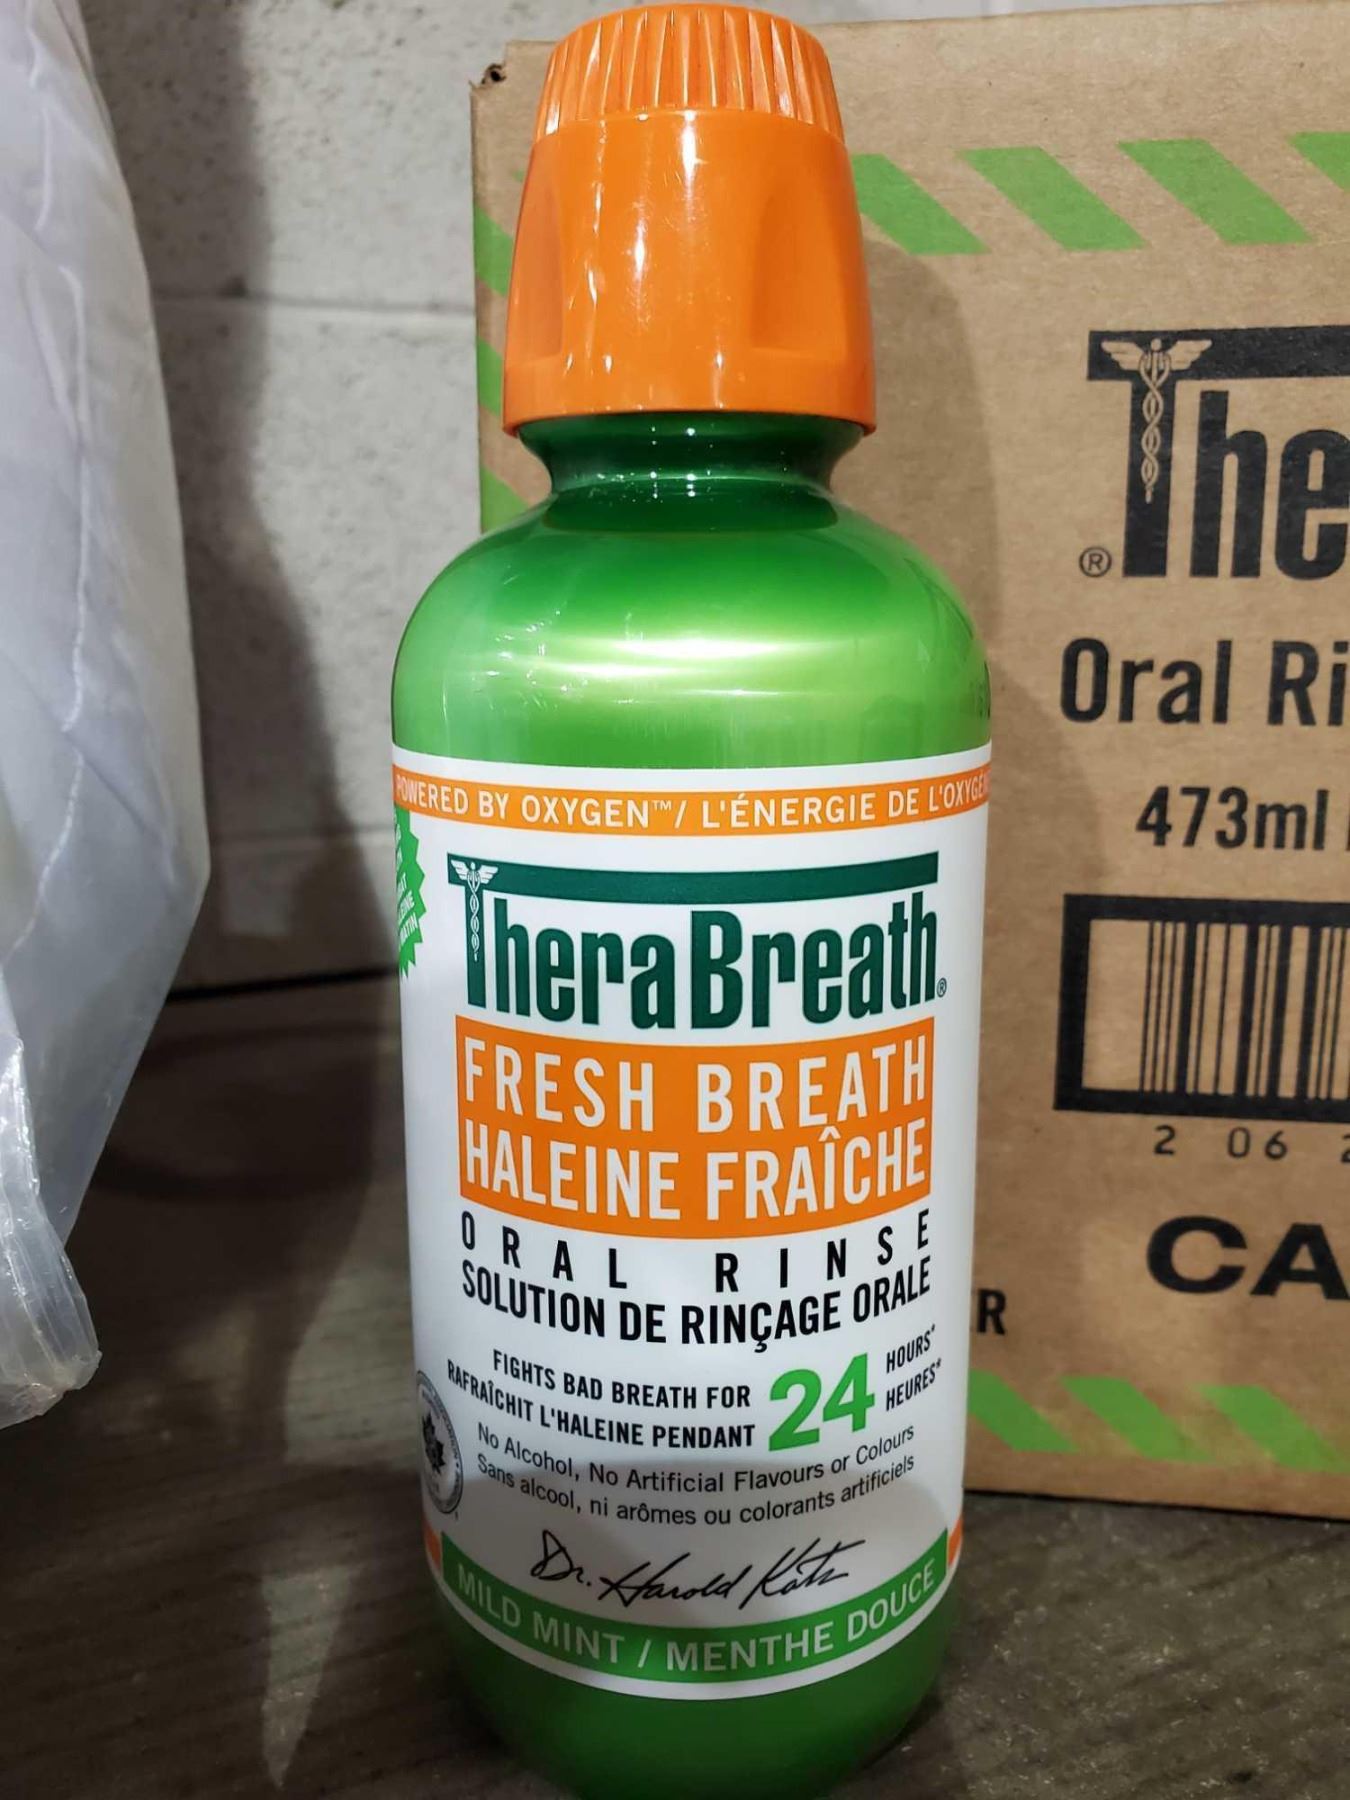 POWERED BY OXYGEN™/ L'ÉNERGIE DE L'OXYGÈN
TheraBreath®
FRESH BREATH
HALEINE FRAÎCHE
ORAL RINSE
SOLUTION DE RINÇAGE ORALE
FIGHTS BAD BREATH FOR
RAFRAÎCHIT L'HALEINE PENDANT
24
HOURS*
HEURES*
No Alcohol, No Artificial Flavours or Colours
Sans alcool, ni arômes ou colorants artificiels
Dr. Harold Katz
MILD MINT / MENTHE DOUCE
®The
Oral Ri
473ml
2 06 2
CA
R